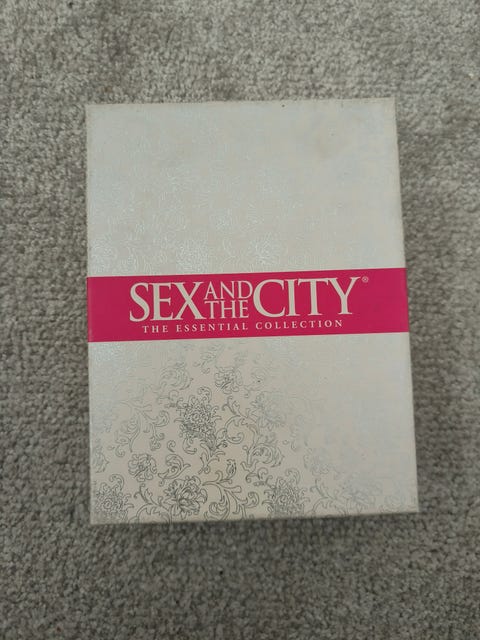 SEX AND THE CITY®
THE ESSENTIAL COLLECTION